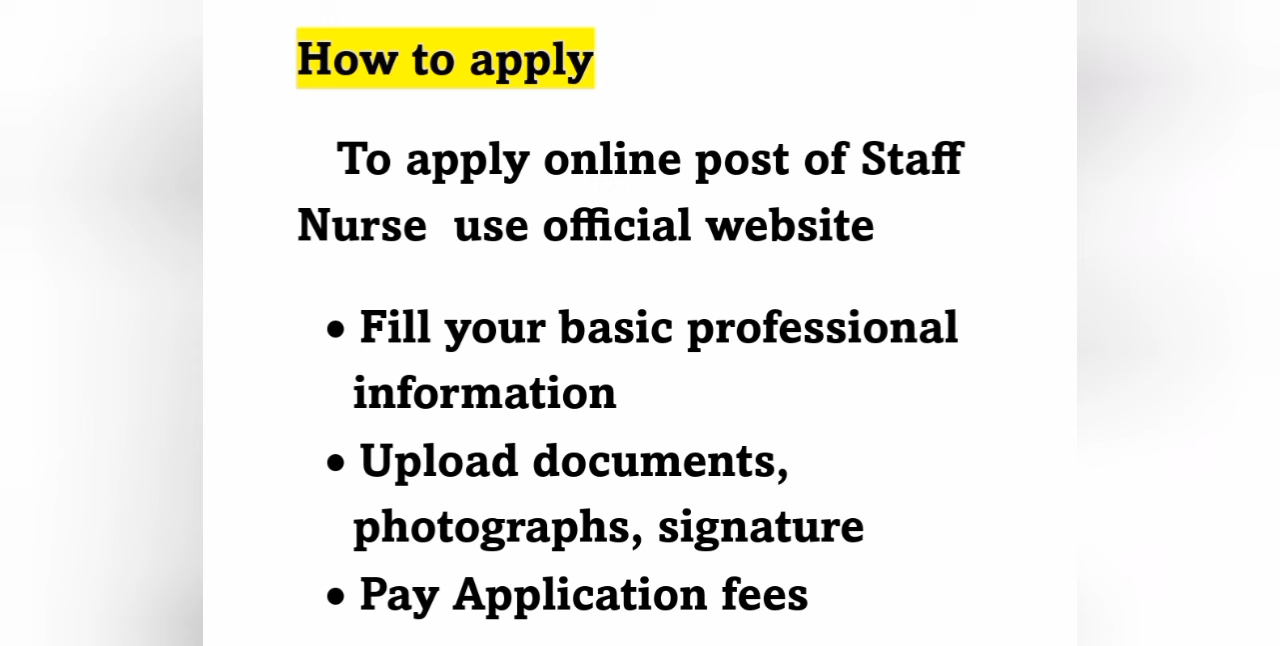 How to apply
To apply online post of Staff
Nurse  use official website
• Fill your basic professional
information
• Upload documents,
photographs, signature
• Pay Application fees